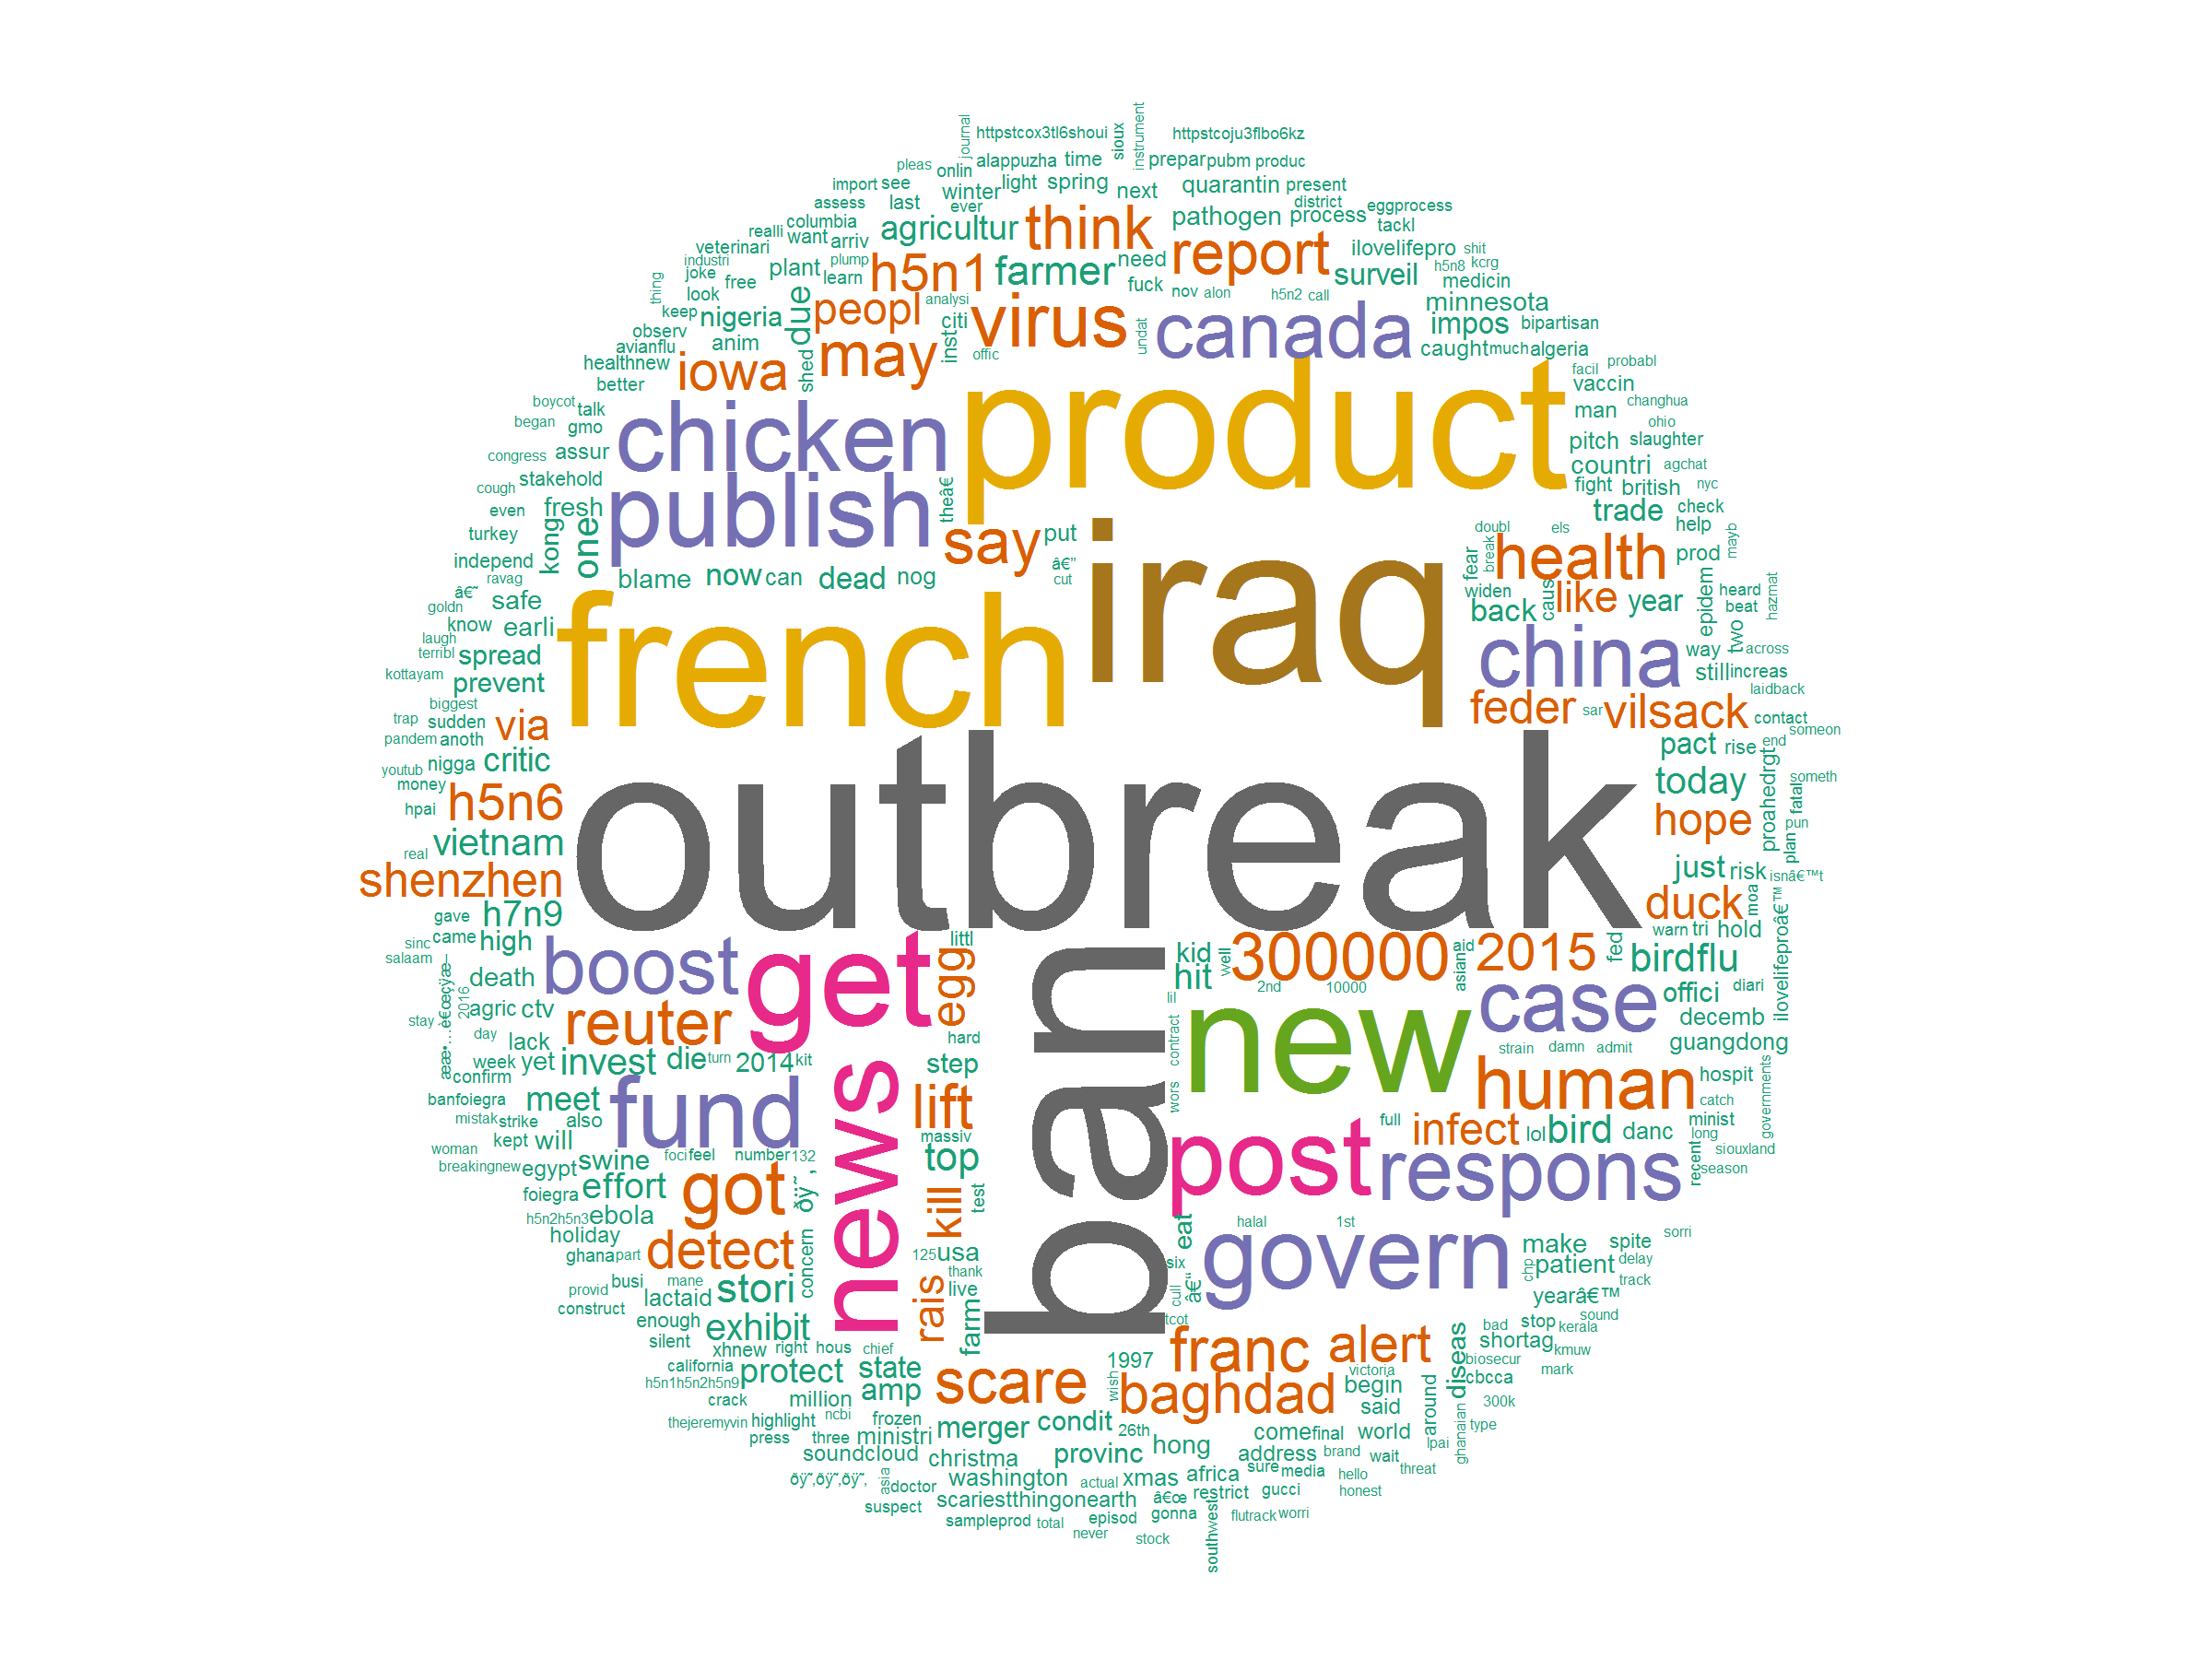 journal
httpstcox3tl6shoui
sioux
instrument
httpstcoju3flbo6kz
pleas
onlin
alappuzha
time
prepar
pubm
produc
import
see
winter
light
spring
next
quarantin
present
assess
last
ever
district
eggprocess
columbia
agricultur
think
pathogen
process
tackl
realli
want
arriv
report
ilovelifepro
shit
veterinari
plump
h5n1
farmer
need
surveil
h5n8
kcrg
industri
joke
plant
learn
medicin
thing
look
free
due
peopl
analysi
fuck
nov
alon
h5n2
call
minnesota
keep
nigeria
citi
virus
undat
canada
impos
bipartisan
observ
anim
may
inst
offic
caught
much
algeria
avianflu
healthnew
iowa
shed
product
facil
probabl
better
vaccin
boycot
talk
chicken
man
changhua
began
gmo
ohio
congress
assur
pitch
slaughter
stakehold
publish
countri
agchat
cough
fresh
theâ€
fight
british
nyc
even
one
say
put
iraq
trade
check
turkey
kong
doubl
els
help
mayb
independ
blame
now
can
dead
nog
â€”
cut
fear
break
health
prod
ravag
â€˜
safe
french
widen
caus
like
year
epidem
heard
hazmat
goldn
know
earli
back
two
beat
laugh
terribl
spread
china
way
across
kottayam
prevent
still
increas
biggest
laidback
trap
sudden
via
feder
sar
vilsack
contact
someon
pandem
anoth
outbreak
pact
rise
end
youtub
nigga
critic
today
proahedrgt
someth
money
fatal
hpai
h5n6
hope
pun
plan
real
vietnam
just
risk
isnâ€™t
shenzhen
duck
moa
ilovelifeproâ€™
gave
h7n9
get
littl
ban
kid
300000
aid
2015
fed
warn
tri
hold
came
high
boost
egg
hit
well
asiand
birdflu
sinc
salaam
death
2nd
10000
case
offici
diari
2016
agric
ctv
reuter
lil
new
decemb
stay
day
lack
hard
contract
strain
damn
admit
guangdong
week
yet
invest
die
turn
2014
kit
step
human
hospit
confirm
news
wors
catch
governments
banfoiegra
meet
fund
lift
minist
mistak
strike
also
massiv
post
full
infect
lol
bird
danc
long
woman
kept
will
top
respons
recent
siouxland
breakingnew
egypt
swine
foci
feel
number
132
season
foiegra
effort
got
ðŸ˜‚
kill
test
h5n2h5n3
ebola
eat
halal
1st
holiday
detect
concern
govern
make
spite
sorri
ghana
part
125
usa
six
chp
patient
delay
provid
busi
mane
stori
rais
thank
live
cull
â€“
track
construct
lactaid
yearâ€™
enough
exhibit
farm
tcot
bad
stop
sound
kerala
silent
xhnew
right
hous
chief
franc
alert
diseas
shortag
kmuw
california
protect
state
1997
victoria
biosecur
h5n1h5n2h5n9
amp
scare
wish
baghdad
begin
cbcca
mark
crack
million
said
around
300k
thejeremyvin
highlight
ncbi
frozen
merger
condit
26th
ghanaian
type
press
three
ministri
come
final
world
soundcloud
christma
provinc
hong
address
brand
wait
lpai
ðŸ˜‚ðŸ˜‚ðŸ˜‚
asia
doctor
washington
actual
xmas
africa
sure
media
hello
threat
suspect
scariestthingonearth
â€œ
restrict
gucci
honest
sampleprod
total
episod
gonna
southwest
flutrack
worri
never
stock